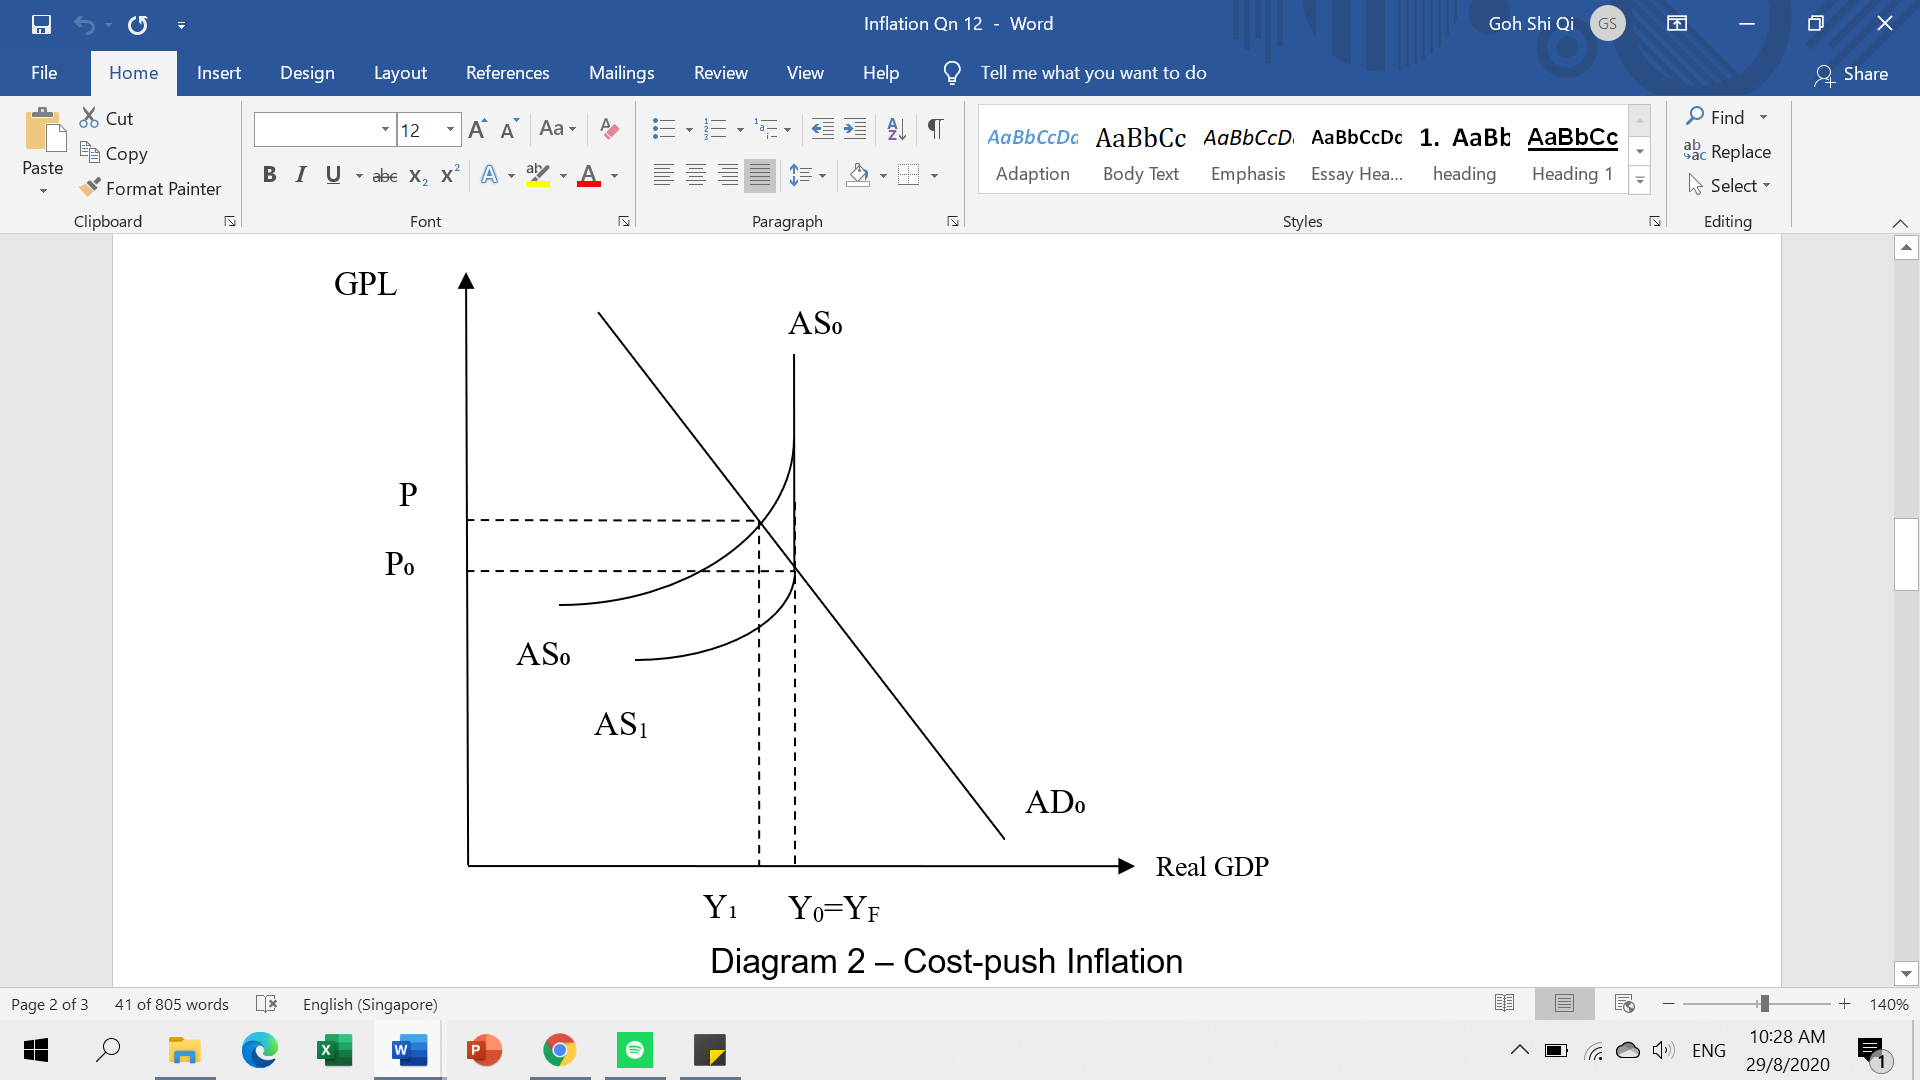 Inflation Qn 12 - Word
Goh Shi Qi
GS
File
Home
Insert
Design
Layout
References
Mailings
Review
View
Help
Tell me what you want to do
Share
Paste
Cut
Copy
Format Painter
Clipboard
12
Font
Paragraph
AaBbCcDc
Adaption
AaBbCc
Body Text
AaBbCcD
Emphasis
AaBbCcDc
Essay Hea...
1. AaBb
heading
AaBbCc
Heading 1
Styles
Find
Replace
Select
Editing
GPL
AS₀
P
P₀
AS₀
AS₁
AD₀
Real GDP
Y₁
Y₀=Y_F
Diagram 2 – Cost-push Inflation
Page 2 of 3
41 of 805 words
English (Singapore)
140%
ENG
10:28 AM
29/8/2020
1